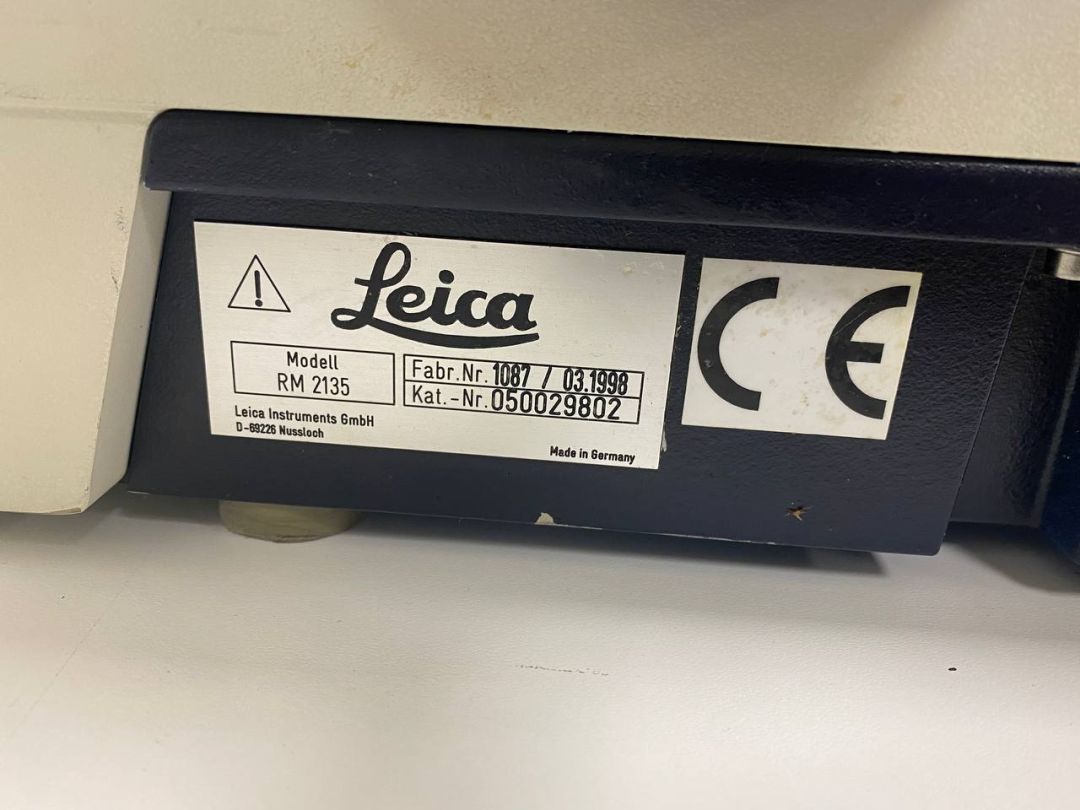 Leica
Modell
RM 2135
Fabr.Nr. 1087 / 03.1998
Kat.-Nr. 050029802
Leica Instruments GmbH
D-69226 Nussloch
Made in Germany
CE